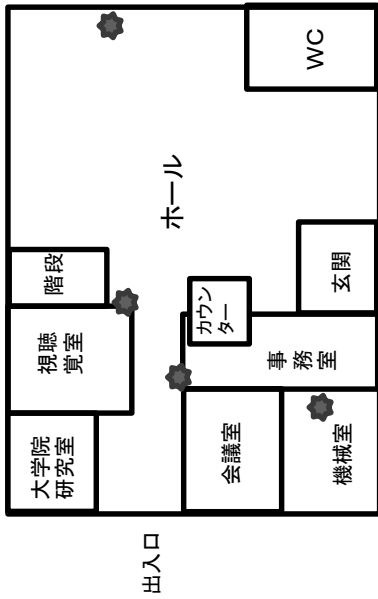 大学院
研究室
視聴
覚室
階段
出入口
ホール
カウン
ター
会議室
事務室
WC
機械室
玄関